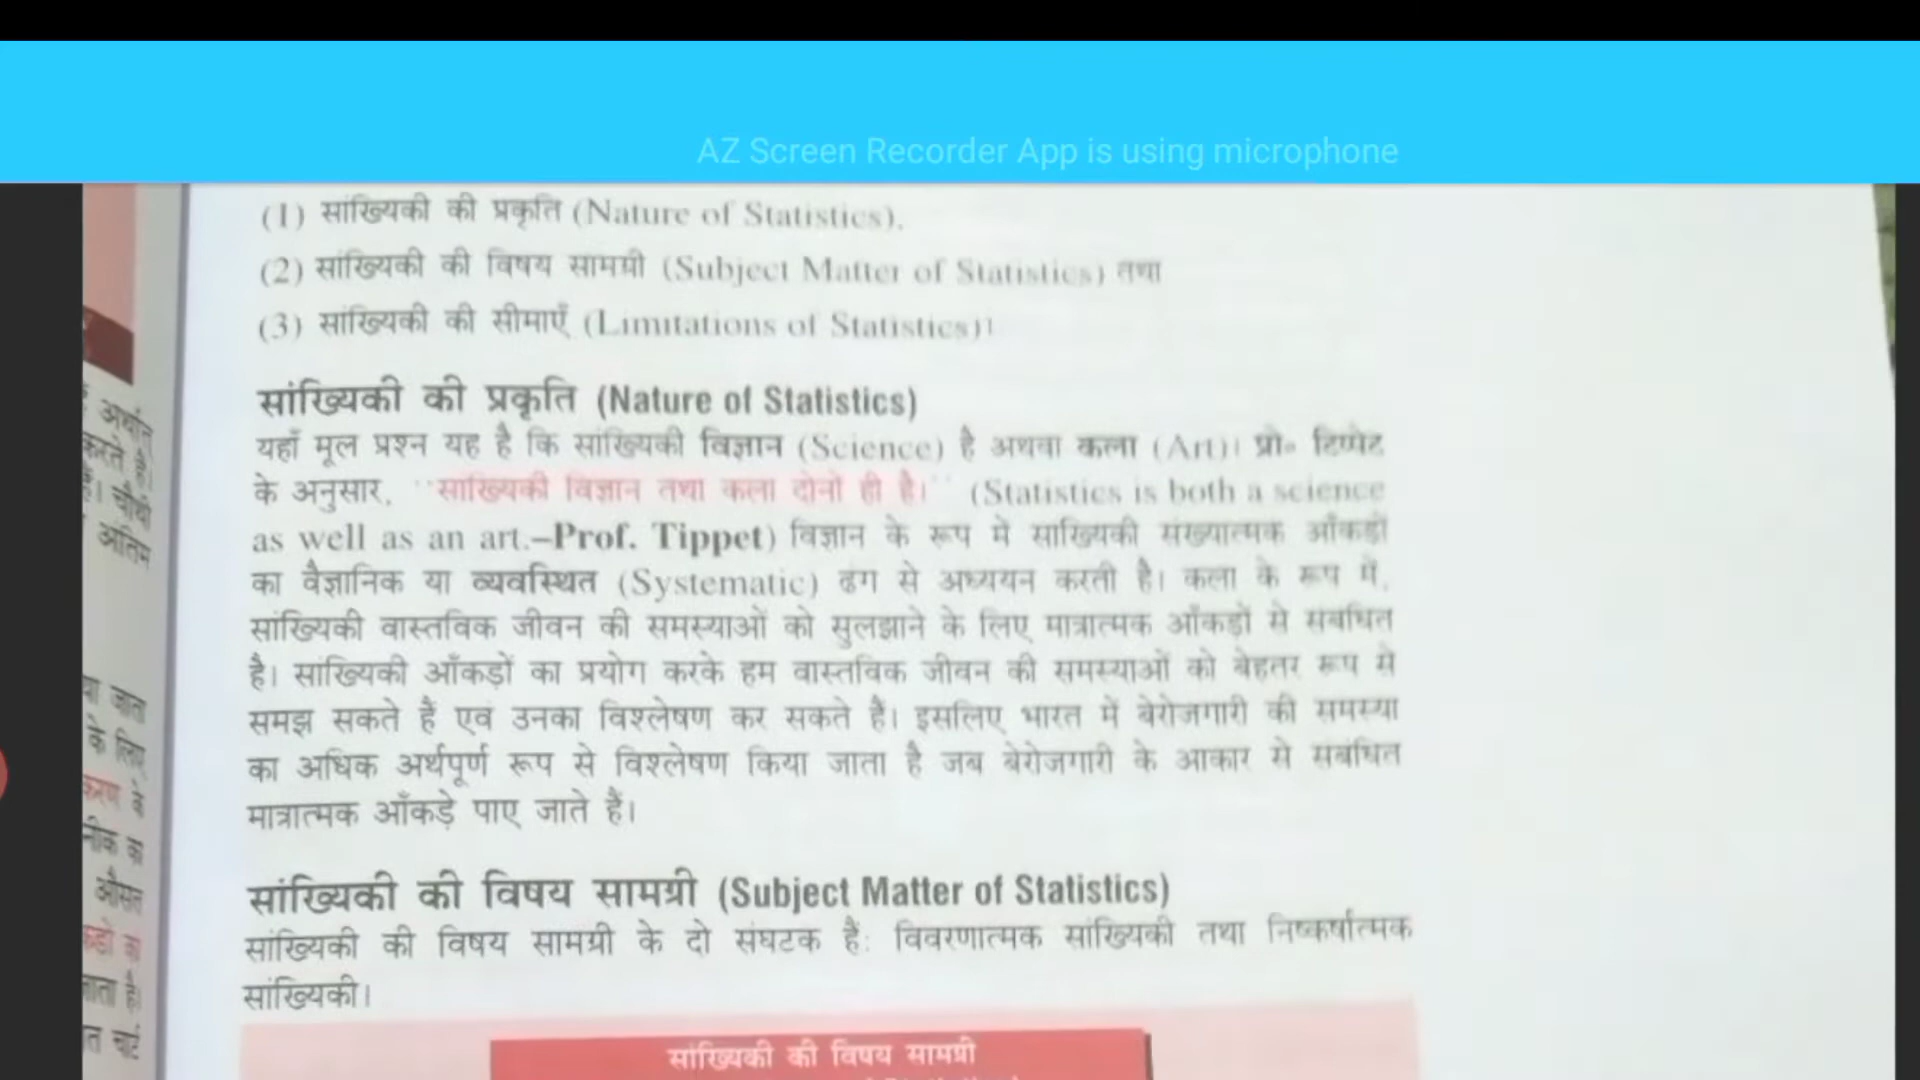 AZ Screen Recorder App is using microphone
(1) सांख्यिकी की प्रकृति (Nature of Statistics),
(2) सांख्यिकी की विषय सामग्री (Subject Matter of Statistics) तथा
(3) सांख्यिकी की सीमाएँ (Limitations of Statistics)।
सांख्यिकी की प्रकृति (Nature of Statistics)
यहाँ मूल प्रश्न यह है कि सांख्यिकी विज्ञान (Science) है अथवा कला (Art)। प्रो॰ टिप्पेट
के अनुसार, "सांख्यिकी विज्ञान तथा कला दोनों ही है।" (Statistics is both a science
as well as an art.–Prof. Tippet) विज्ञान के रूप में सांख्यिकी संख्यात्मक आँकड़ों
का वैज्ञानिक या व्यवस्थित (Systematic) ढंग से अध्ययन करती है। कला के रूप में,
सांख्यिकी वास्तविक जीवन की समस्याओं को सुलझाने के लिए मात्रात्मक आँकड़ों से संबंधित
है। सांख्यिकी आँकड़ों का प्रयोग करके हम वास्तविक जीवन की समस्याओं को बेहतर रूप से
समझ सकते हैं एवं उनका विश्लेषण कर सकते हैं। इसलिए भारत में बेरोजगारी की समस्या
का अधिक अर्थपूर्ण रूप से विश्लेषण किया जाता है जब बेरोजगारी के आकार से संबंधित
मात्रात्मक आँकड़े पाए जाते हैं।
सांख्यिकी की विषय सामग्री (Subject Matter of Statistics)
सांख्यिकी की विषय सामग्री के दो संघटक हैं: विवरणात्मक सांख्यिकी तथा निष्कर्षात्मक
सांख्यिकी।
सांख्यिकी की विषय सामग्री
अर्थात
करते हैं।
हैं। चौथी
अंतिम
या जाता
के लिए
करण के
औसत
जाता है।